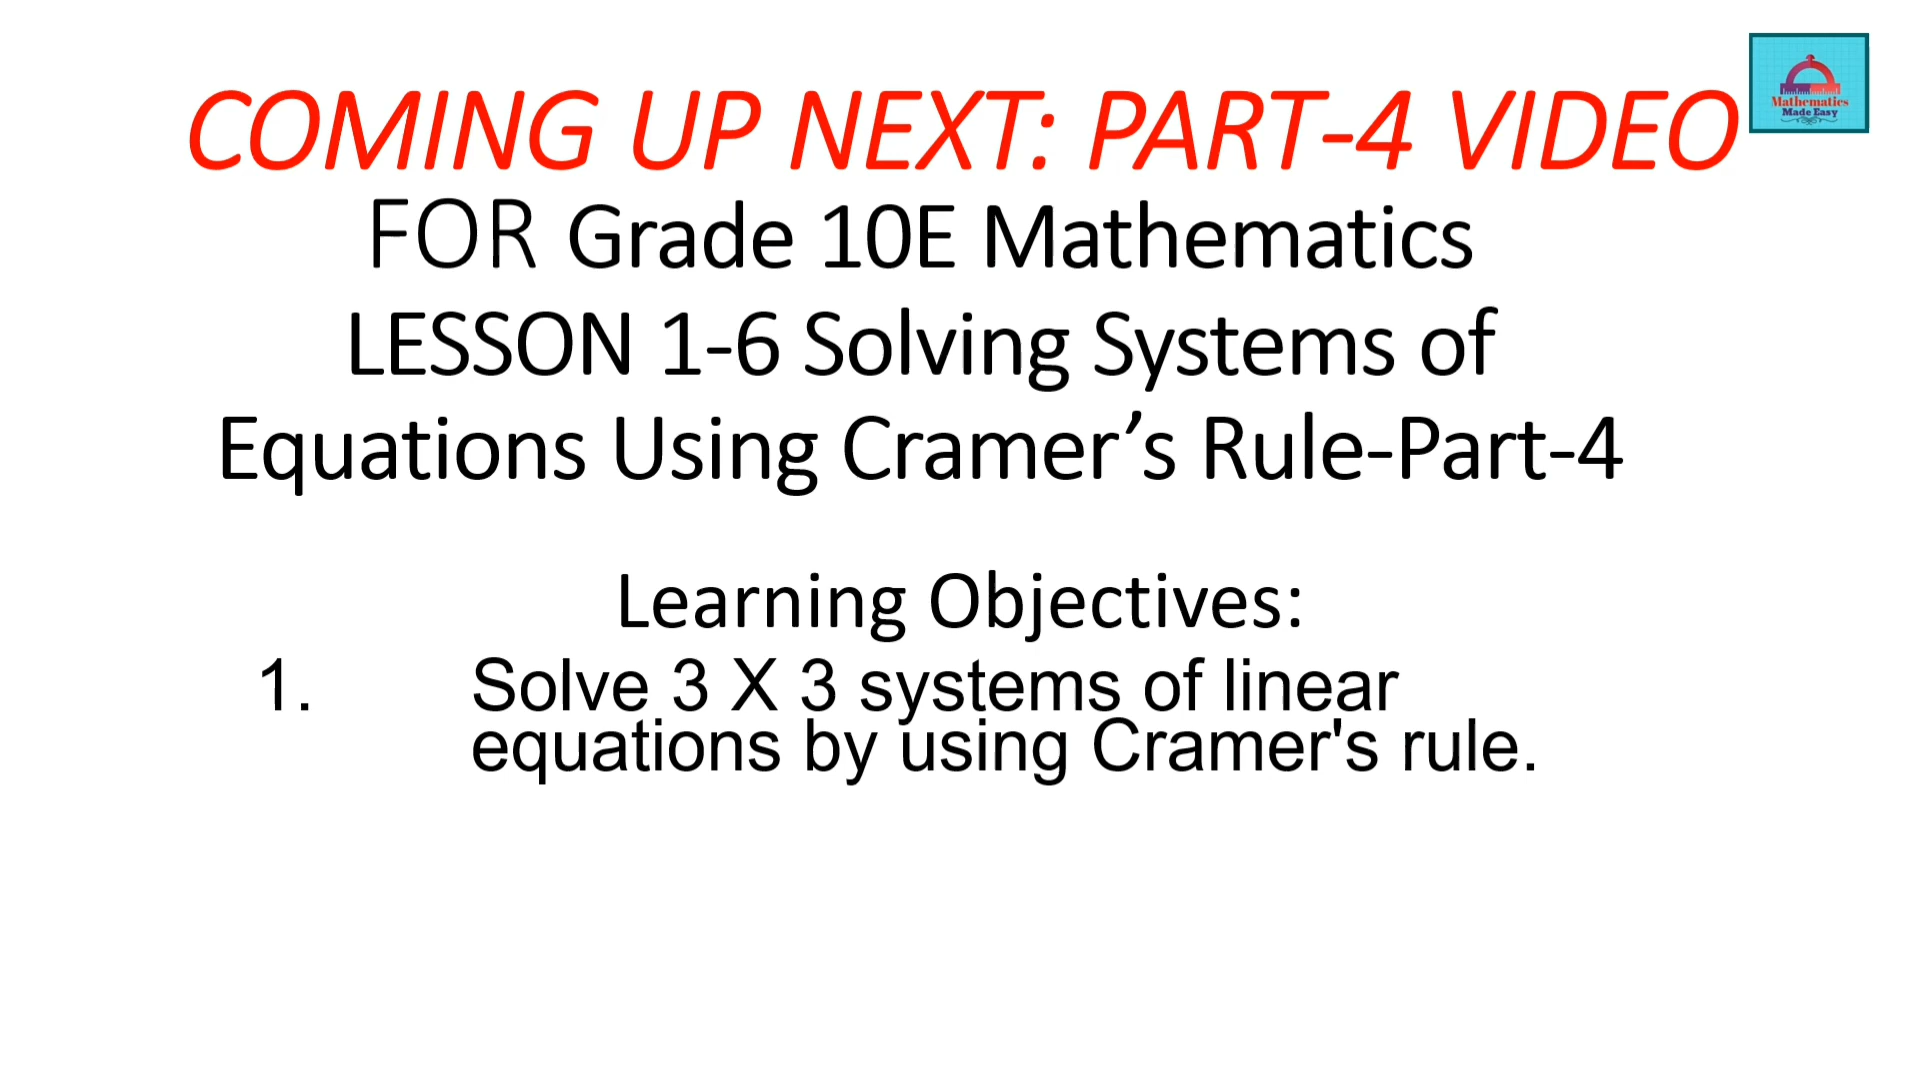 COMING UP NEXT: PART-4 VIDEO
Mathematics
Made Easy
FOR Grade 10E Mathematics
LESSON 1-6 Solving Systems of
Equations Using Cramer’s Rule-Part-4
Learning Objectives:
1. Solve 3 X 3 systems of linear
equations by using Cramer's rule.